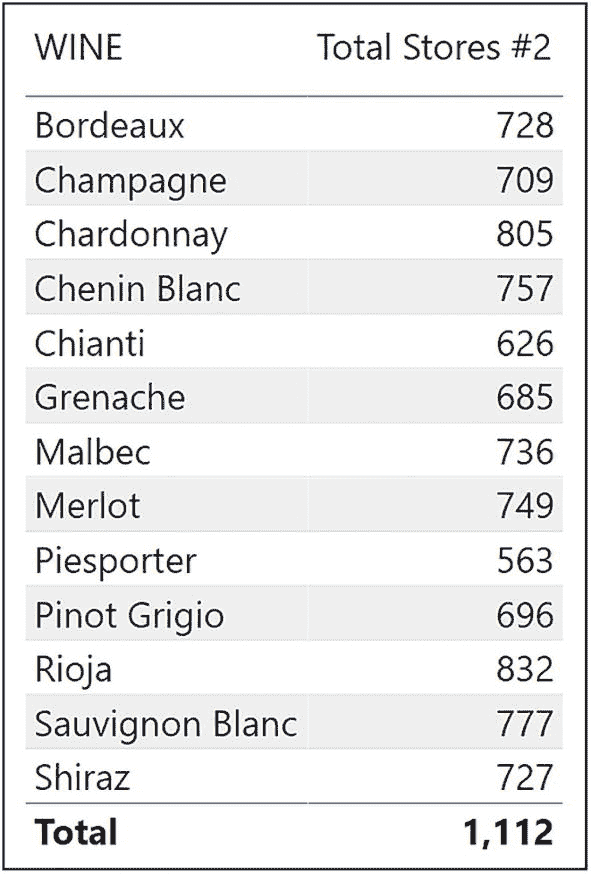 WINE Total Stores #2
Bordeaux 728
Champagne 709
Chardonnay 805
Chenin Blanc 757
Chianti 626
Grenache 685
Malbec 736
Merlot 749
Piesporter 563
Pinot Grigio 696
Rioja 832
Sauvignon Blanc 777
Shiraz 727
Total 1,112